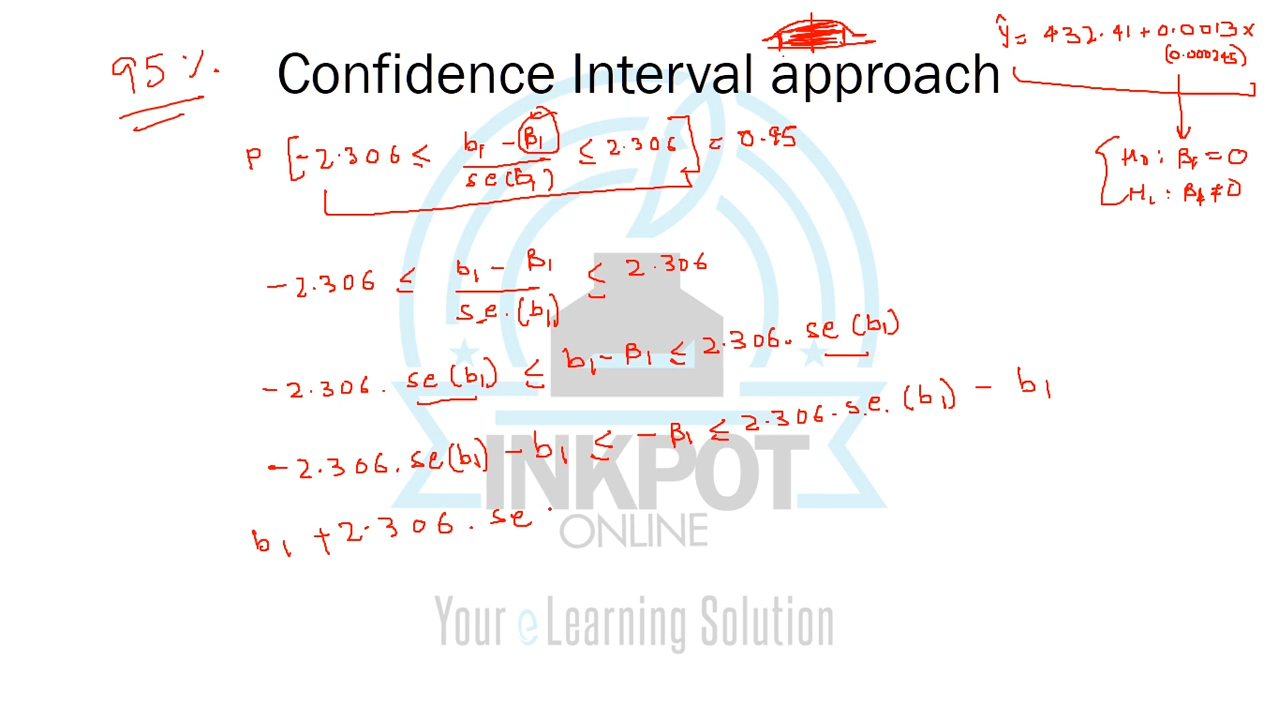 95 %.
Confidence Interval approach
ŷ = 432.41 + 0.0013x
(0.000245)
P [-2.306 ≤ (b₁ - β₁) / se(b₁) ≤ 2.306] = 0.95
H₀ : β₁ = 0
H₁ : β₁ ≠ 0
-2.306 ≤ (b₁ - β₁) / s.e.(b₁) ≤ 2.306
-2.306. se(b₁) ≤ b₁ - β₁ ≤ 2.306. se(b₁)
-2.306. se(b₁) - b₁ ≤ -β₁ ≤ 2.306. s.e.(b₁) - b₁
INKPOT
b₁ + 2.306. se
ONLINE
Your eLearning Solution